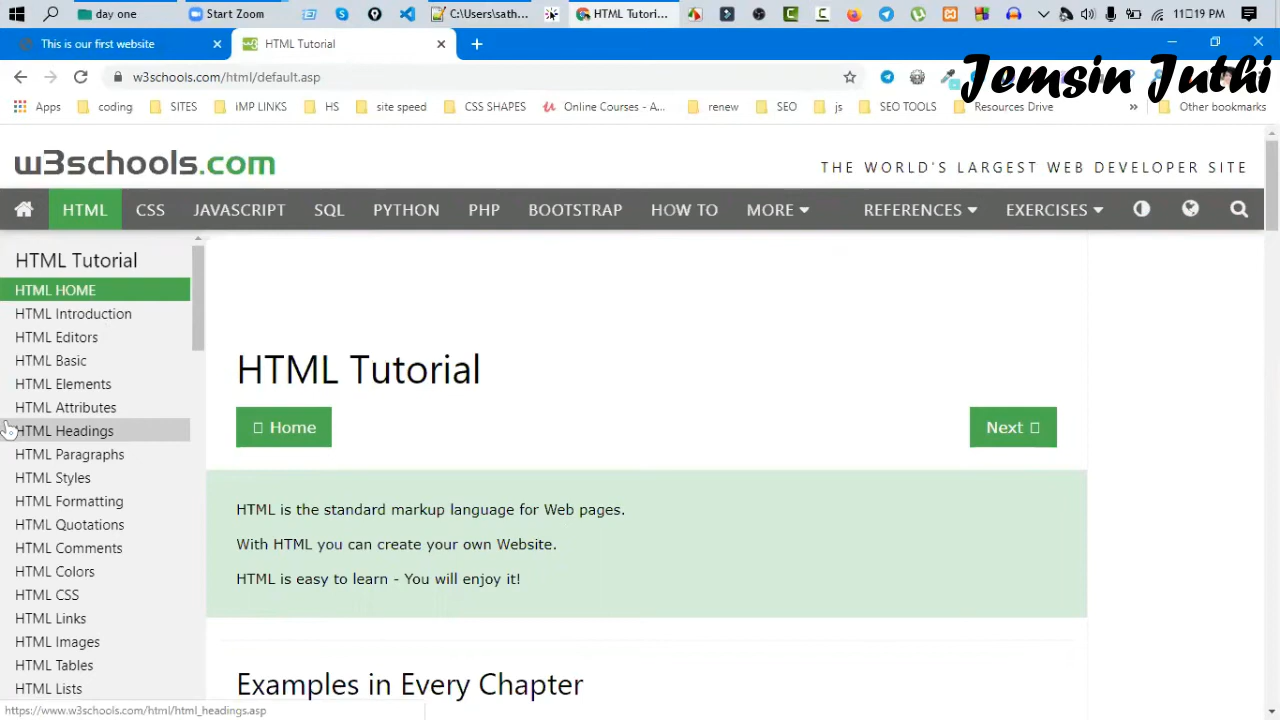 day one
Start Zoom
C:\Users\sath...
HTML Tutori...
11:19 PM
This is our first website
HTML Tutorial
w3schools.com/html/default.asp
Jemsin Juthi
Apps
coding
SITES
iMP LINKS
HS
site speed
CSS SHAPES
Online Courses - A...
renew
SEO
js
SEO TOOLS
Resources Drive
»
Other bookmarks
w3schools.com
THE WORLD'S LARGEST WEB DEVELOPER SITE
HTML
CSS
JAVASCRIPT
SQL
PYTHON
PHP
BOOTSTRAP
HOW TO
MORE
REFERENCES
EXERCISES
HTML Tutorial
HTML HOME
HTML Introduction
HTML Editors
HTML Basic
HTML Elements
HTML Attributes
HTML Headings
HTML Paragraphs
HTML Styles
HTML Formatting
HTML Quotations
HTML Comments
HTML Colors
HTML CSS
HTML Links
HTML Images
HTML Tables
HTML Lists
HTML Tutorial
Home
Next
HTML is the standard markup language for Web pages.
With HTML you can create your own Website.
HTML is easy to learn - You will enjoy it!
Examples in Every Chapter
https://www.w3schools.com/html/html_headings.asp